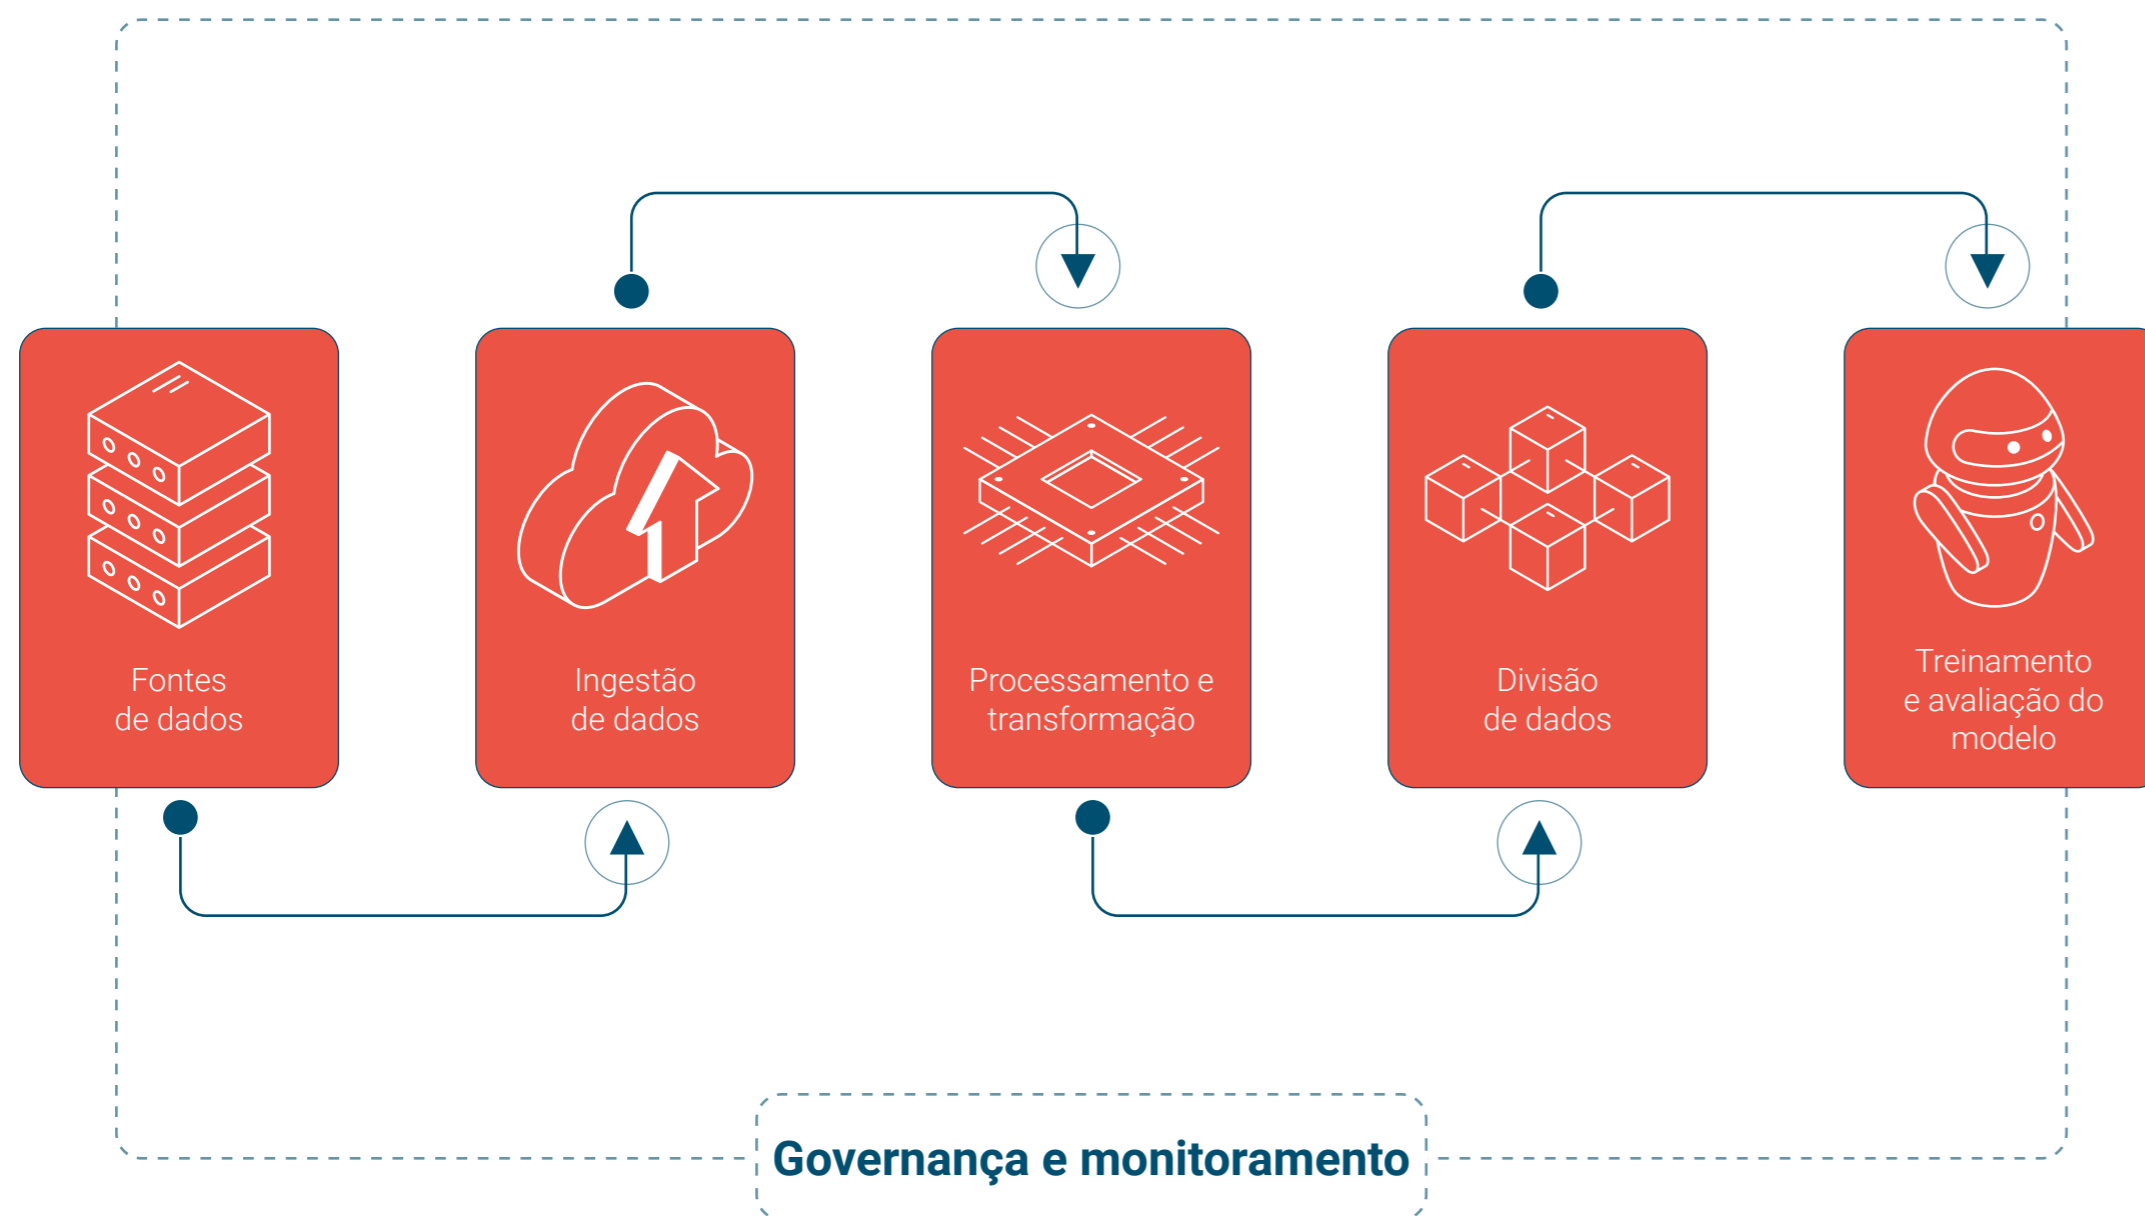 Fontes
de dados
Ingestão
de dados
Processamento e
transformação
Divisão
de dados
Treinamento
e avaliação do
modelo
Governança e monitoramento